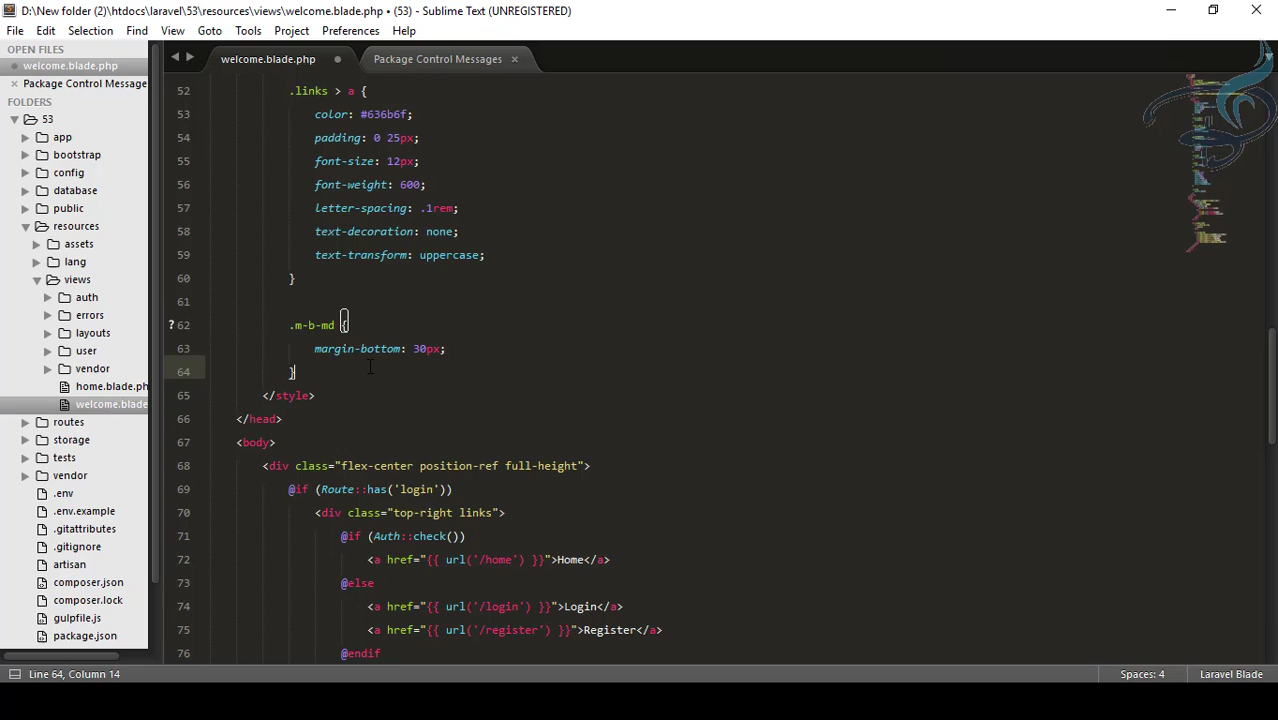 D:\New folder (2)\htdocs\laravel\53\resources\views\welcome.blade.php • (53) - Sublime Text (UNREGISTERED)
File Edit Selection Find View Goto Tools Project Preferences Help
OPEN FILES
welcome.blade.php
Package Control Messages
FOLDERS
53
app
bootstrap
config
database
public
resources
assets
lang
views
auth
errors
layouts
user
vendor
home.blade.ph
welcome.blade
routes
storage
tests
vendor
.env
.env.example
.gitattributes
.gitignore
artisan
composer.json
composer.lock
gulpfile.js
package.json
welcome.blade.php
Package Control Messages
52 .links > a {
53 color: #636b6f;
54 padding: 0 25px;
55 font-size: 12px;
56 font-weight: 600;
57 letter-spacing: .1rem;
58 text-decoration: none;
59 text-transform: uppercase;
60 }
61
? 62 .m-b-md {
63 margin-bottom: 30px;
64 }
65 </style>
66 </head>
67 <body>
68 <div class="flex-center position-ref full-height">
69 @if (Route::has('login'))
70 <div class="top-right links">
71 @if (Auth::check())
72 <a href="{{ url('/home') }}">Home</a>
73 @else
74 <a href="{{ url('/login') }}">Login</a>
75 <a href="{{ url('/register') }}">Register</a>
76 @endif
Line 64, Column 14
Spaces: 4
Laravel Blade